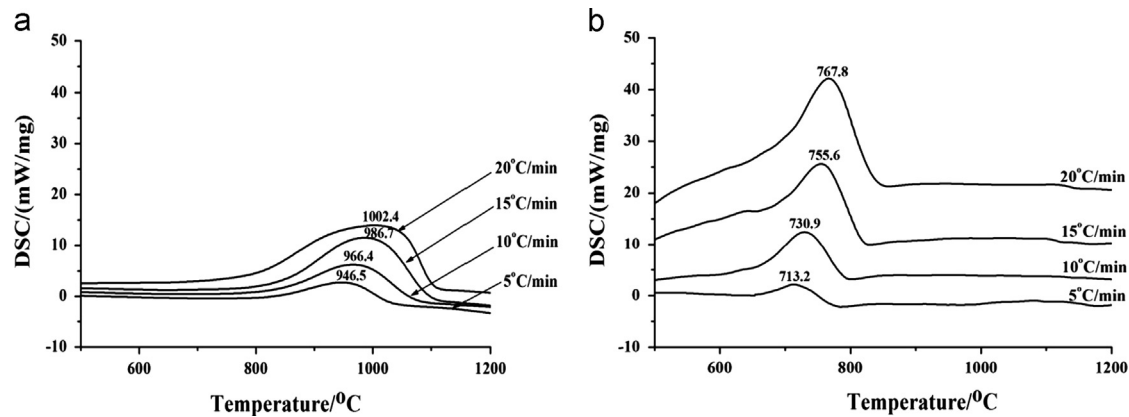 a
50
40
30
20
10
0
-10
DSC/(mW/mg)
20°C/min
15°C/min
10°C/min
5°C/min
1002.4
986.7
966.4
946.5
600
800
1000
1200
Temperature/⁰C
b
50
40
30
20
10
0
-10
DSC/(mW/mg)
767.8
755.6
730.9
713.2
20°C/min
15°C/min
10°C/min
5°C/min
600
800
1000
1200
Temperature/⁰C